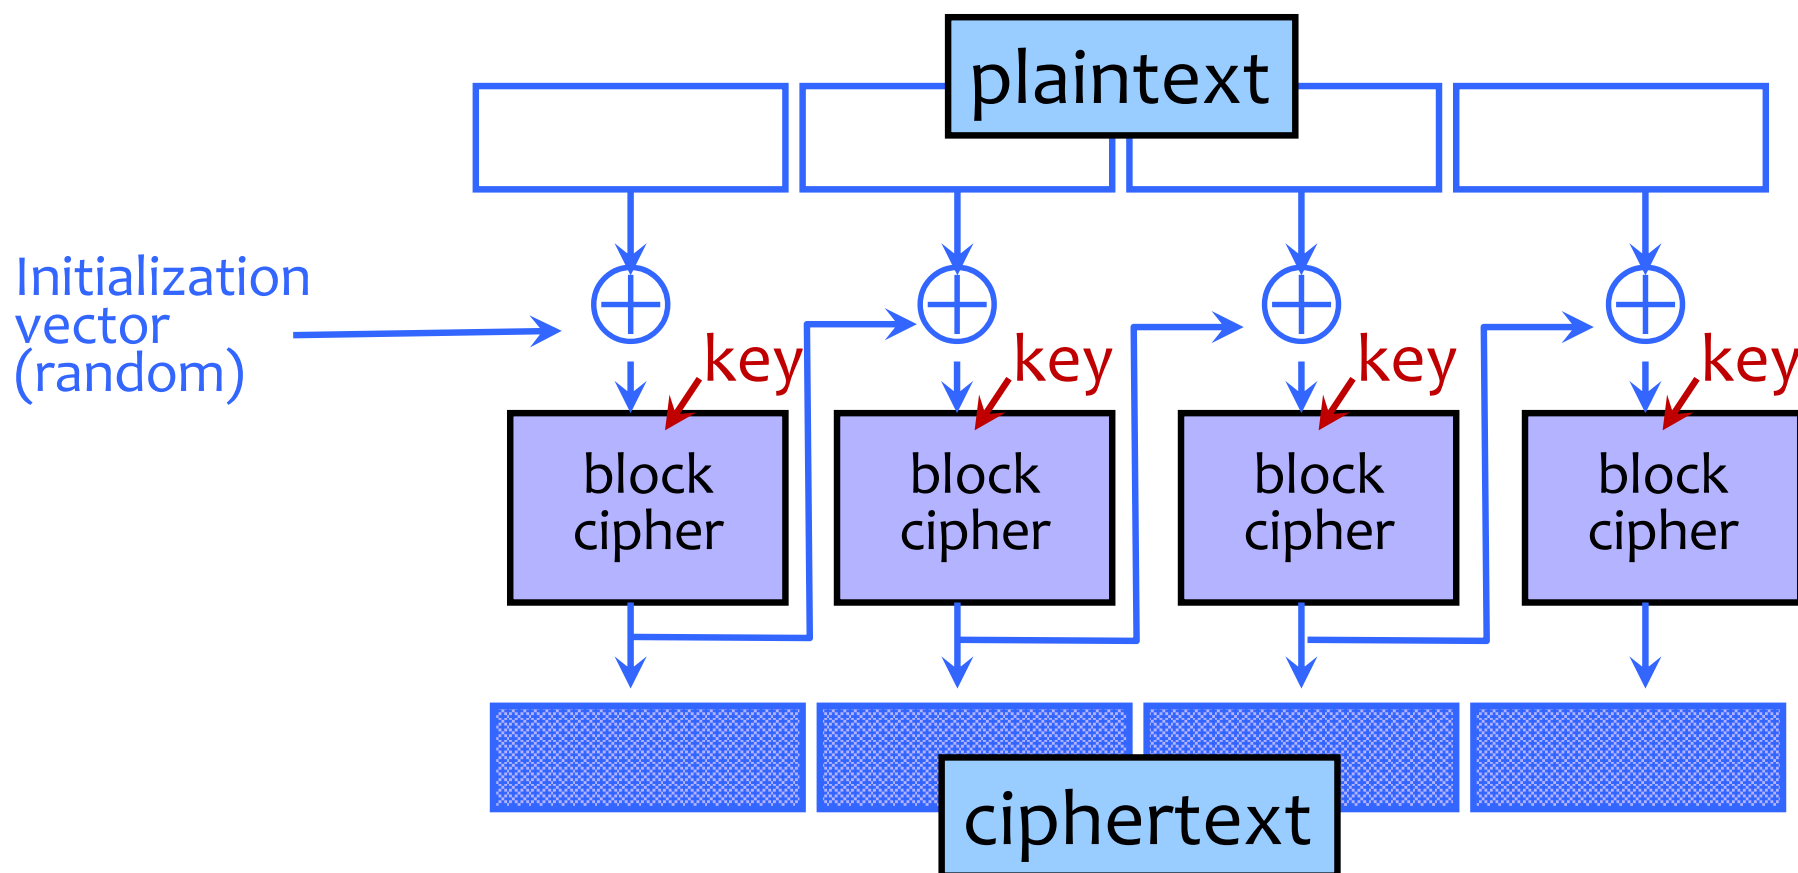 plaintext
Initialization
vector
(random)
key
key
key
key
block
cipher
block
cipher
block
cipher
block
cipher
ciphertext